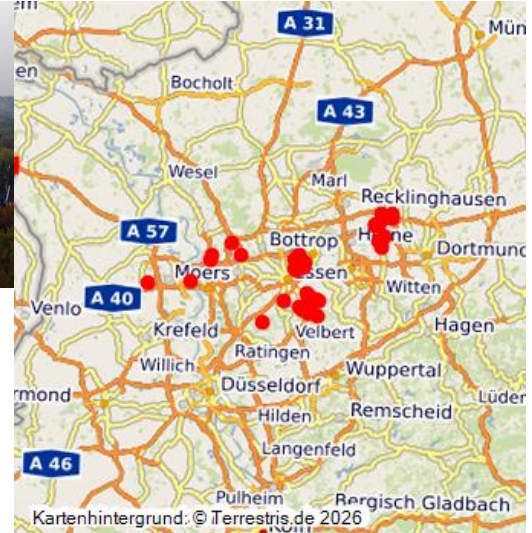 em
A 31
Mün
en
Bocholt
A 43
Wesel
Marl
Recklinghausen
A 57
Bottrop
Dortmund
Moers
Essen
Witten
A 40
Venlo
Krefeld
Velbert
Hagen
Ratingen
Willich
Wuppertal
Düsseldorf
Lüden
rmond
Remscheid
Hilden
Langenfeld
A 46
Pulheim
Bergisch Gladbach
Kartenhintergrund: © Terrestris.de 2026